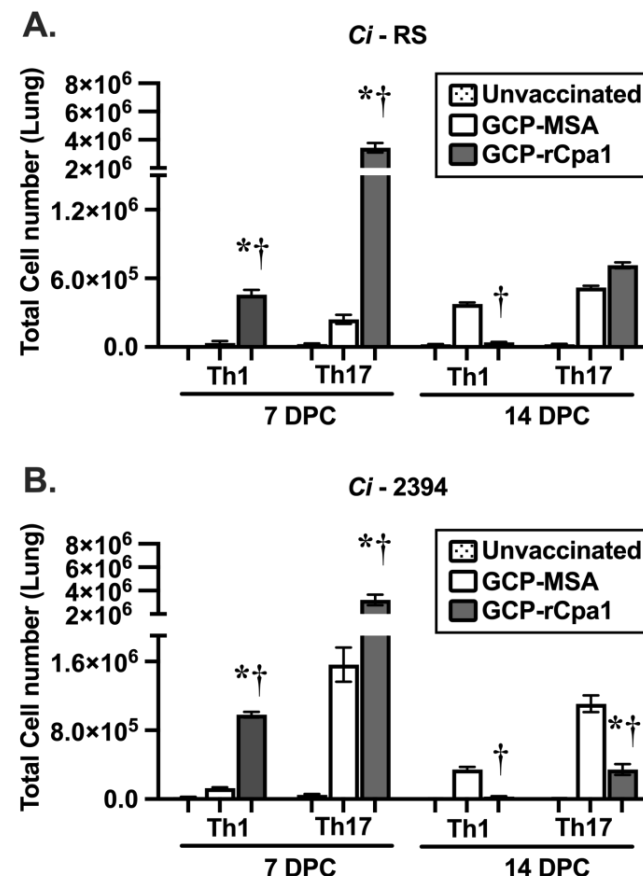 A.
Ci - RS
Total Cell number (Lung)
8×10⁶
6×10⁶
4×10⁶
2×10⁶
1.2×10⁶
6.0×10⁵
0.0
*†
*†
†
Unvaccinated
GCP-MSA
GCP-rCpa1
Th1 Th17 Th1 Th17
7 DPC 14 DPC
B.
Ci - 2394
Total Cell number (Lung)
8×10⁶
6×10⁶
4×10⁶
2×10⁶
1.6×10⁶
8.0×10⁵
0.0
*†
*†
†
*†
Unvaccinated
GCP-MSA
GCP-rCpa1
Th1 Th17 Th1 Th17
7 DPC 14 DPC